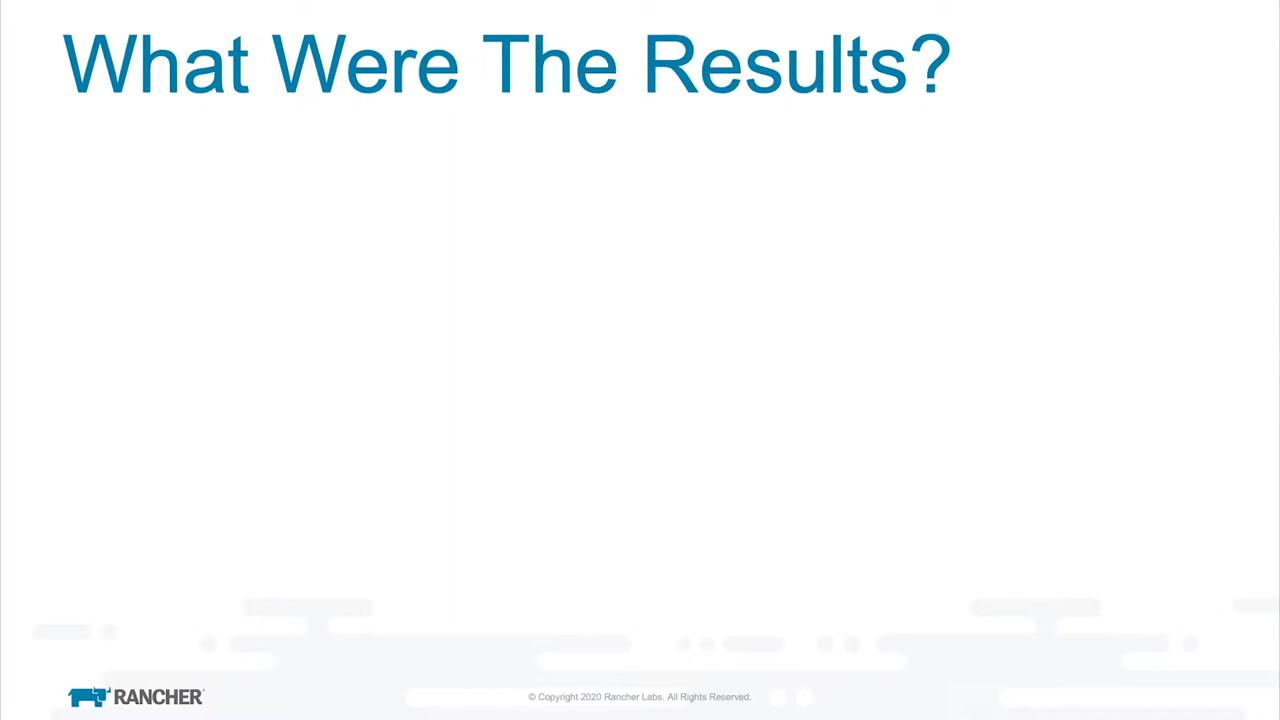 What Were The Results?
RANCHER®
© Copyright 2020 Rancher Labs. All Rights Reserved.